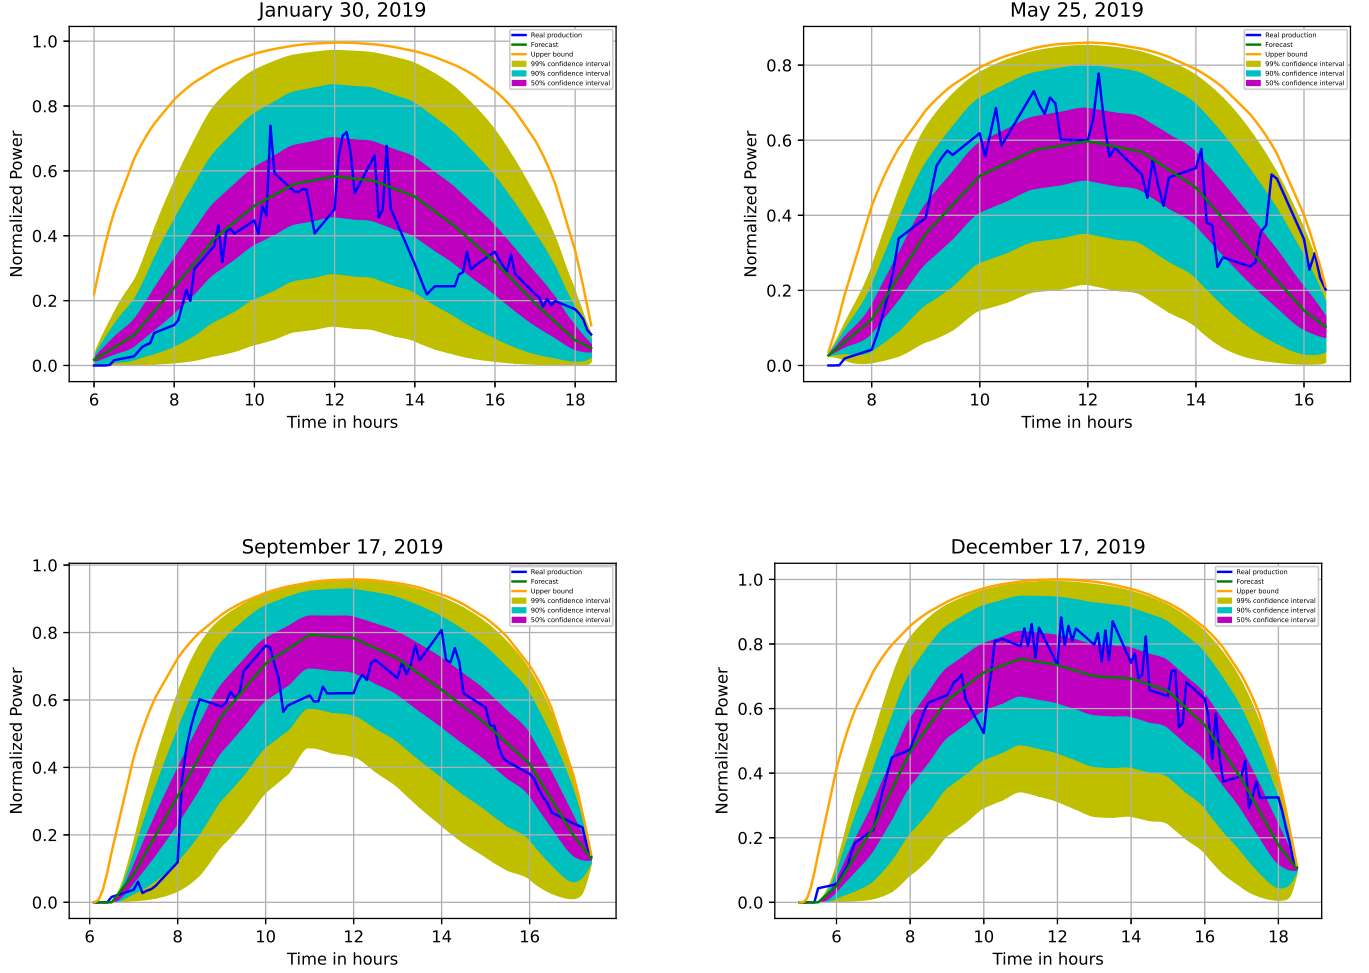 January 30, 2019
1.0
0.8
0.6
0.4
0.2
0.0
Normalized Power
6 8 10 12 14 16 18
Time in hours
Real production
Forecast
Upper bound
99% confidence interval
90% confidence interval
50% confidence interval
May 25, 2019
0.8
0.6
0.4
0.2
0.0
Normalized Power
8 10 12 14 16
Time in hours
Real production
Forecast
Upper bound
99% confidence interval
90% confidence interval
50% confidence interval
September 17, 2019
1.0
0.8
0.6
0.4
0.2
0.0
Normalized Power
6 8 10 12 14 16
Time in hours
Real production
Forecast
Upper bound
99% confidence interval
90% confidence interval
50% confidence interval
December 17, 2019
1.0
0.8
0.6
0.4
0.2
0.0
Normalized Power
6 8 10 12 14 16 18
Time in hours
Real production
Forecast
Upper bound
99% confidence interval
90% confidence interval
50% confidence interval